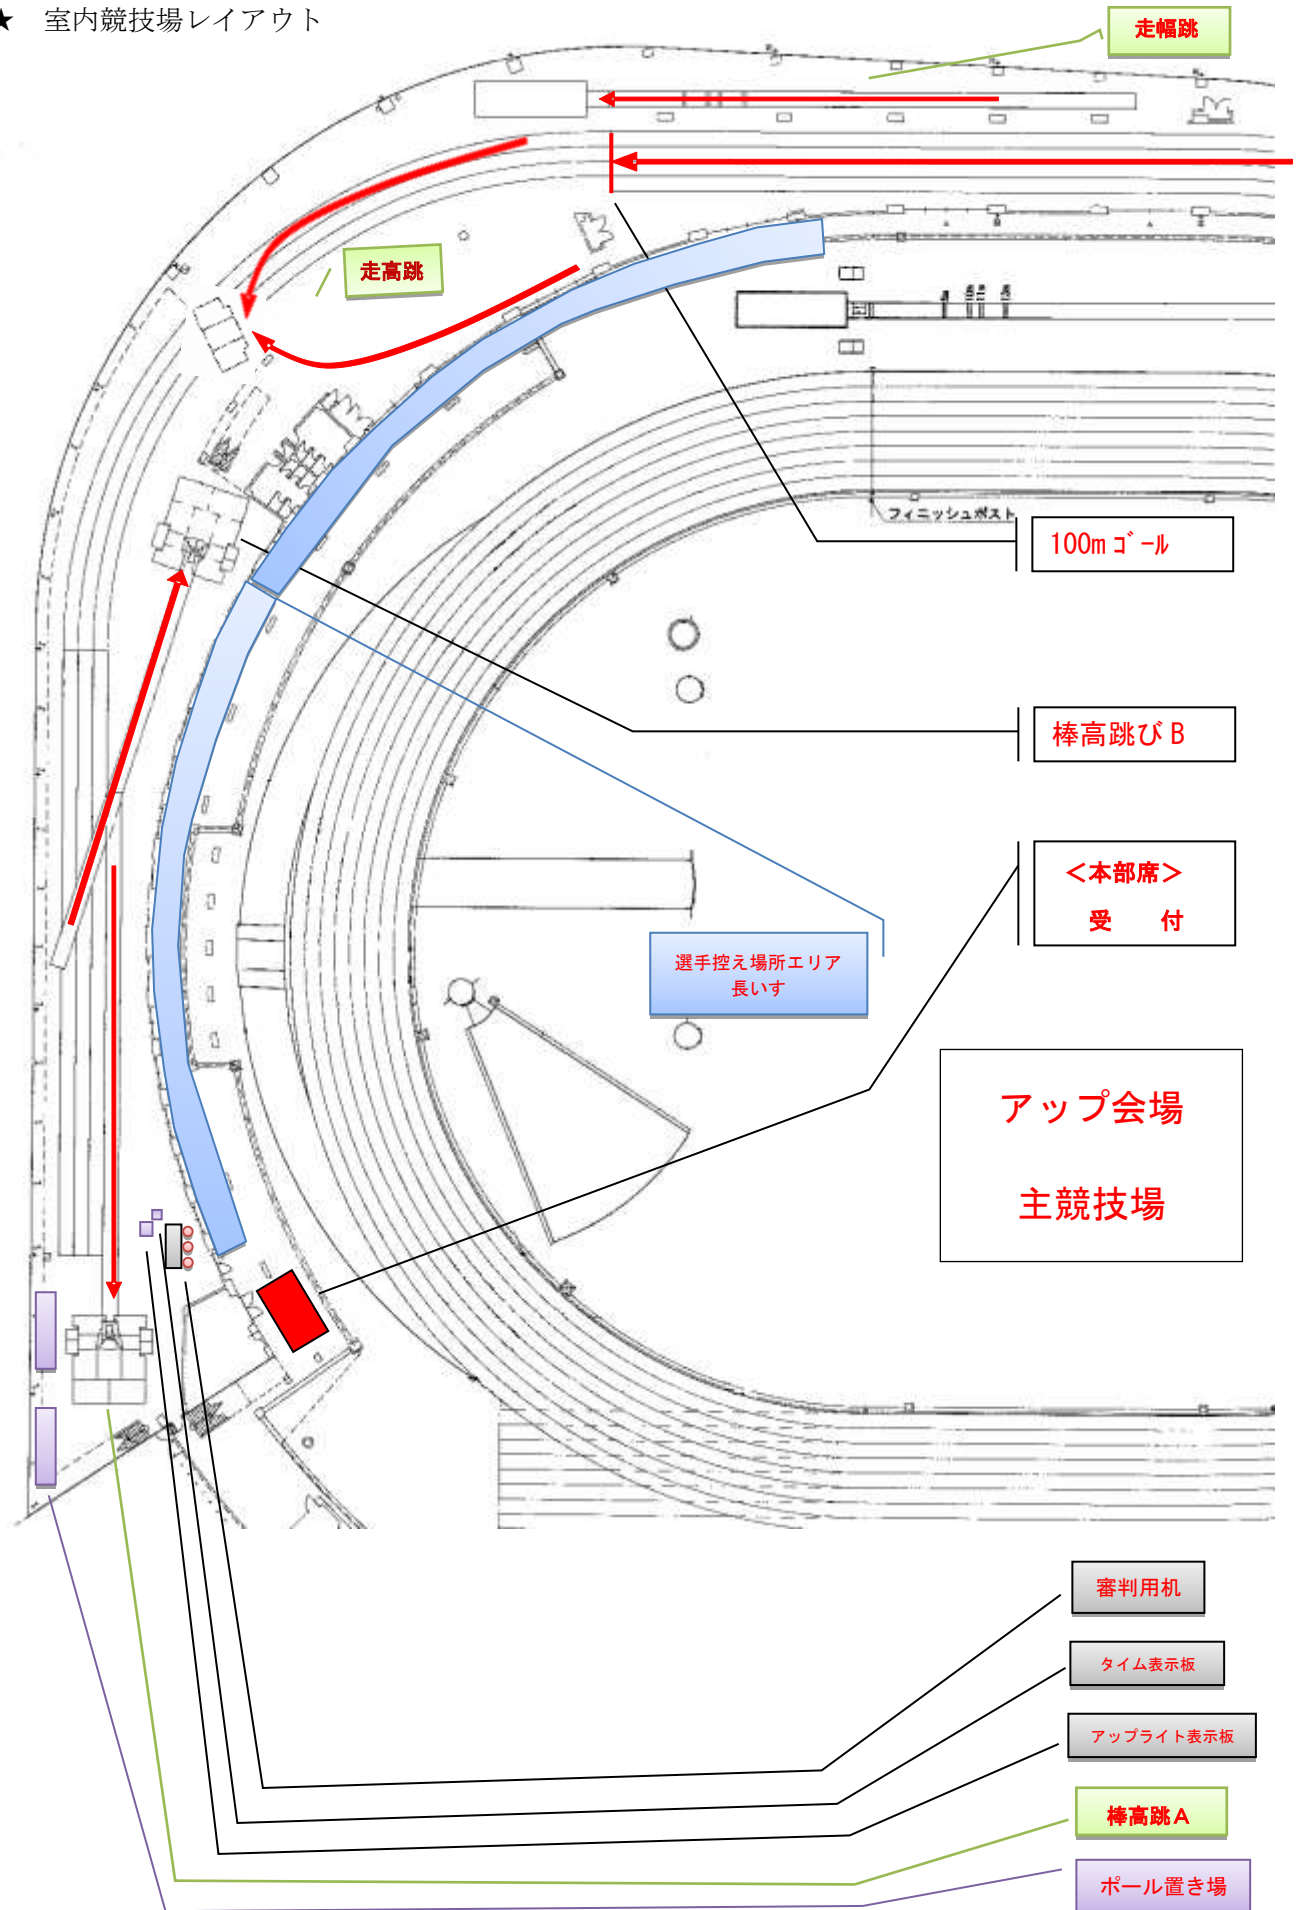 ★ 室内競技場レイアウト
走幅跳
走高跳
フィニッシュポスト
100mｺﾞｰﾙ
棒高跳びB
＜本部席＞
受　付
選手控え場所エリア
長いす
アップ会場
主競技場
審判用机
タイム表示板
アップライト表示板
棒高跳A
ポール置き場